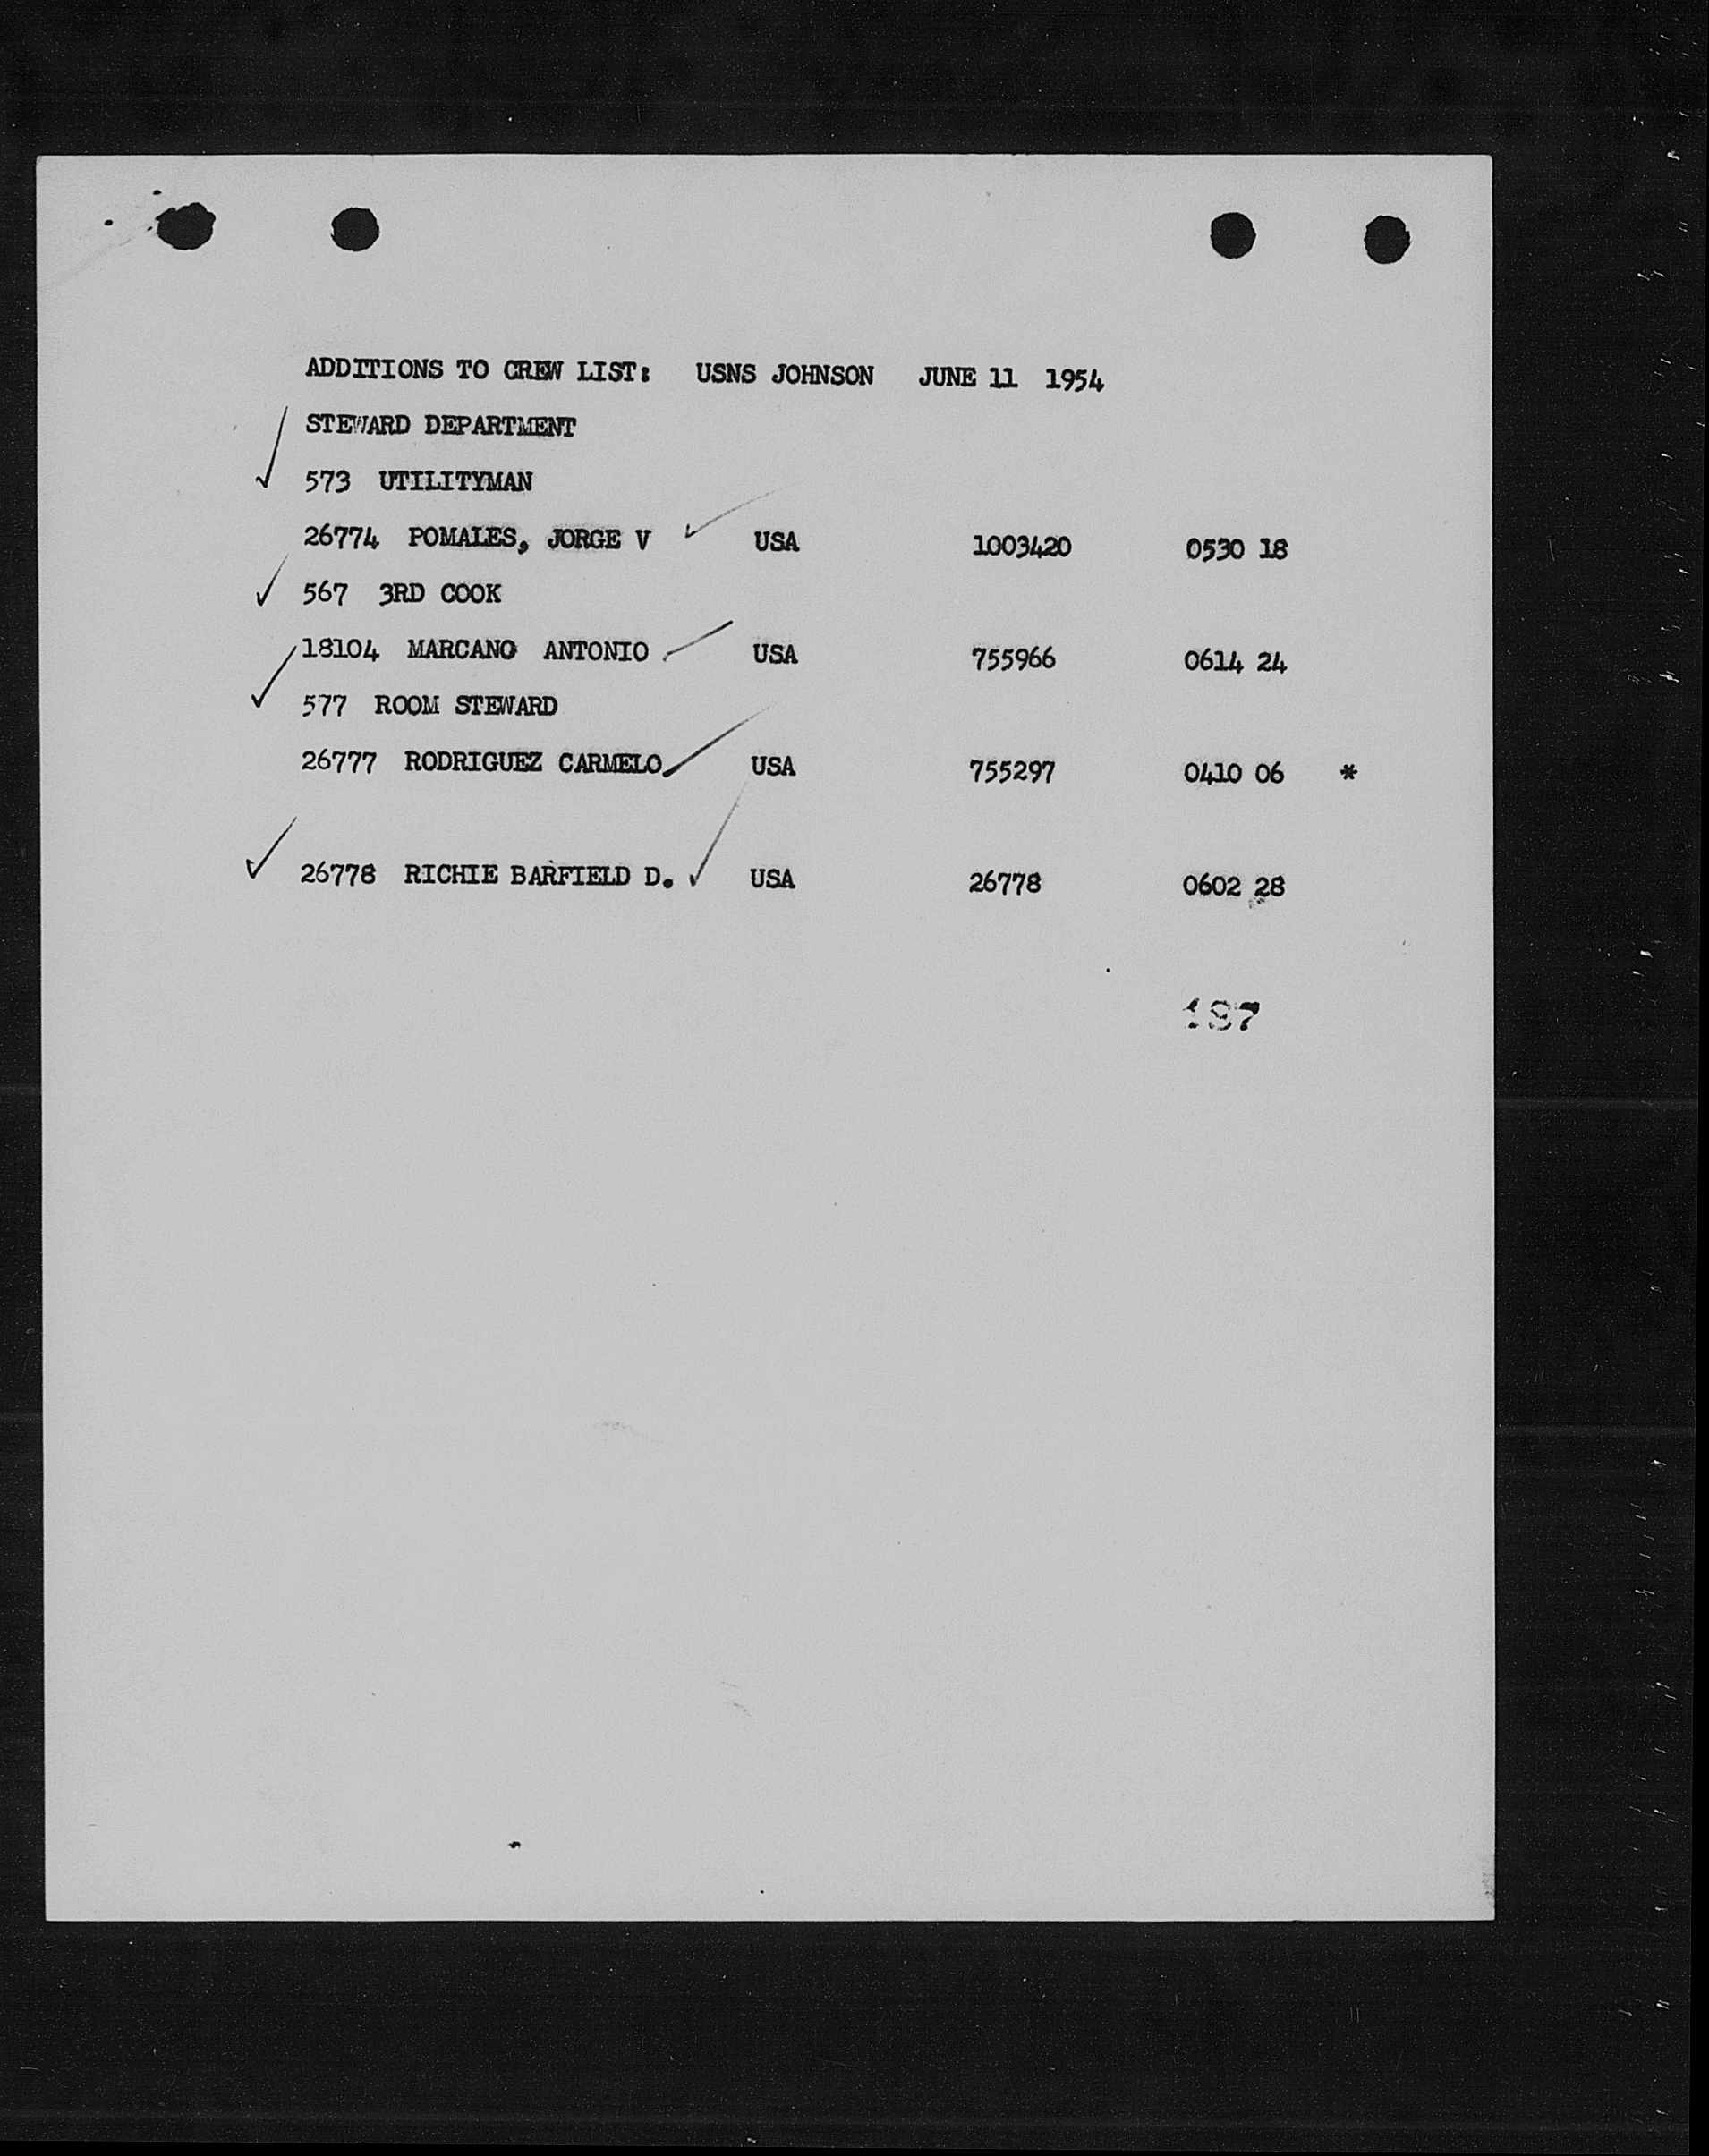 ADDITIONS TO CREW LIST: USNS JOHNSON JUNE 11 1954
STEWARD DEPARTMENT
573 UTILITYMAN
26774 POMALES, JORGE V USA 1003420 0530 18
567 3RD COOK
18104 MARCANO ANTONIO USA 755966 0614 24
577 ROOM STEWARD
26777 RODRIGUEZ CARMELO. USA 755297 0410 06 *
26778 RICHIE BARFIELD D. USA 26778 0602 28